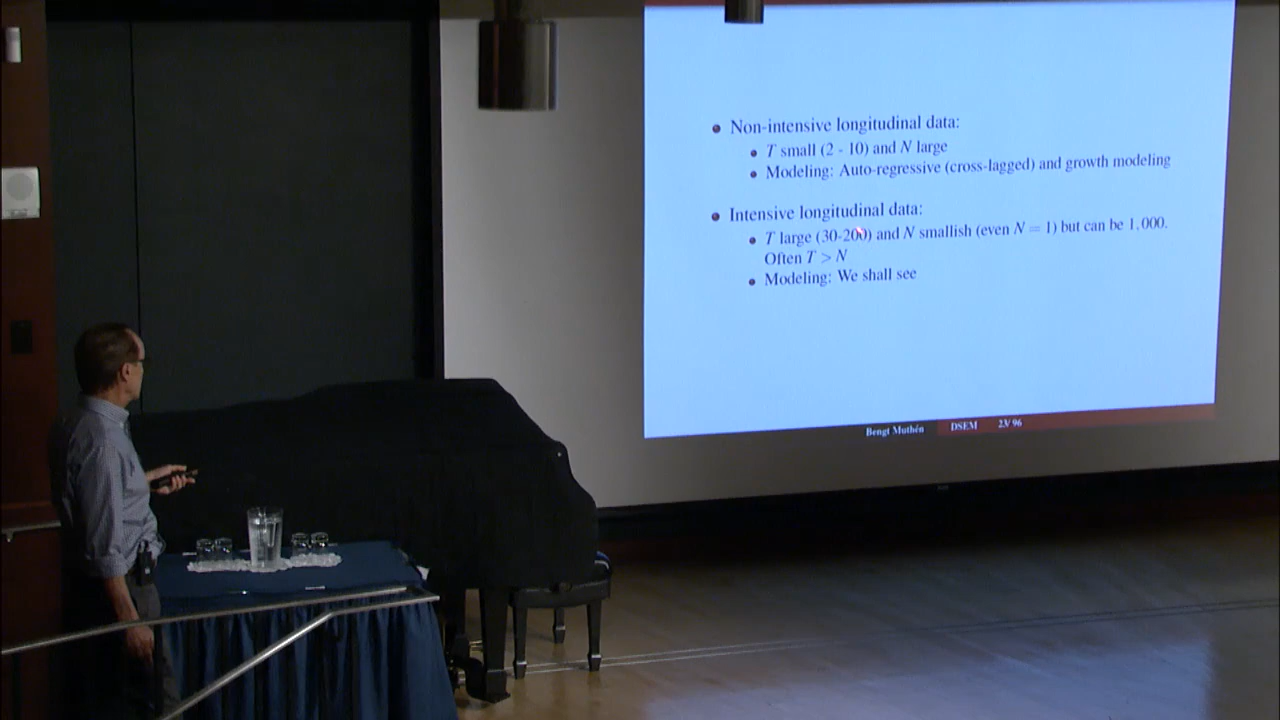 Non-intensive longitudinal data:
T small (2 - 10) and N large
Modeling: Auto-regressive (cross-lagged) and growth modeling
Intensive longitudinal data:
T large (30-200) and N smallish (even N = 1) but can be 1,000.
Often T > N
Modeling: We shall see
Bengt Muthén DSEM 23/ 96